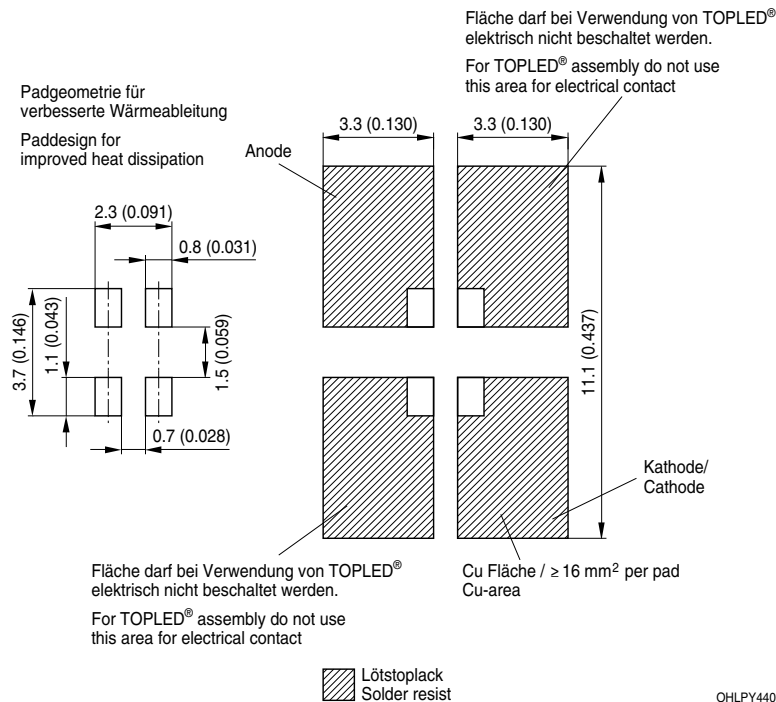 Fläche darf bei Verwendung von TOPLED®
elektrisch nicht beschaltet werden.
For TOPLED® assembly do not use
this area for electrical contact
Padgeometrie für
verbesserte Wärmeableitung
Paddesign for
improved heat dissipation
Anode
3.3 (0.130)
3.3 (0.130)
2.3 (0.091)
0.8 (0.031)
3.7 (0.146)
1.1 (0.043)
1.5 (0.059)
0.7 (0.028)
11.1 (0.437)
Kathode/
Cathode
Fläche darf bei Verwendung von TOPLED®
elektrisch nicht beschaltet werden.
For TOPLED® assembly do not use
this area for electrical contact
Cu Fläche / ≥ 16 mm² per pad
Cu-area
Lötstoplack
Solder resist
OHLPY440